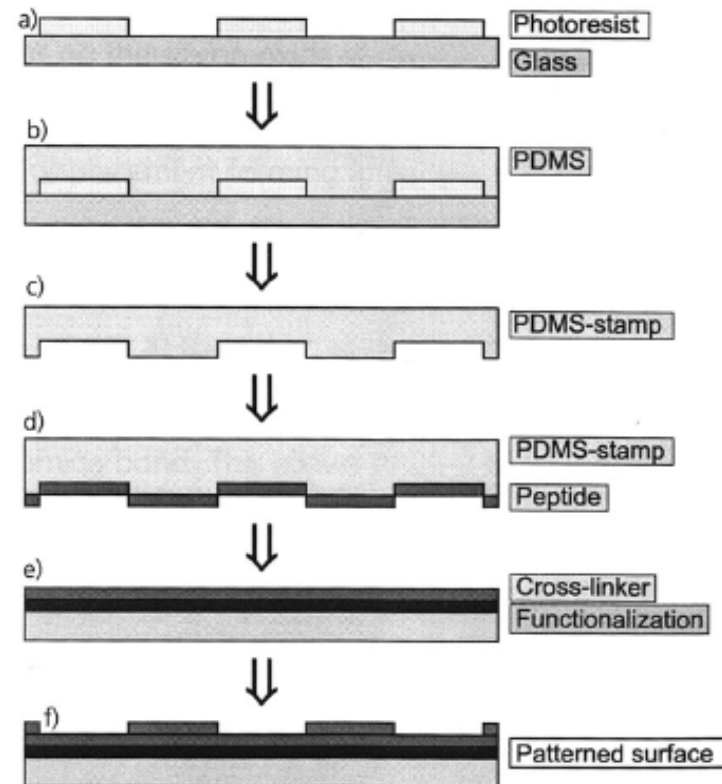 a)
Photoresist
Glass
b)
PDMS
c)
PDMS-stamp
d)
PDMS-stamp
Peptide
e)
Cross-linker
Functionalization
f)
Patterned surface